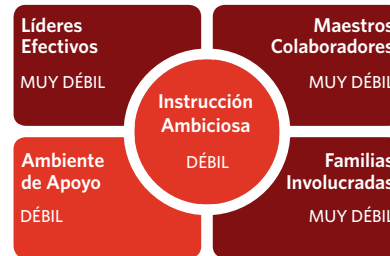 Líderes
Efectivos
MUY DÉBIL
Maestros
Colaboradores
MUY DÉBIL
Instrucción
Ambiciosa
DÉBIL
Ambiente
de Apoyo
DÉBIL
Familias
Involucradas
MUY DÉBIL